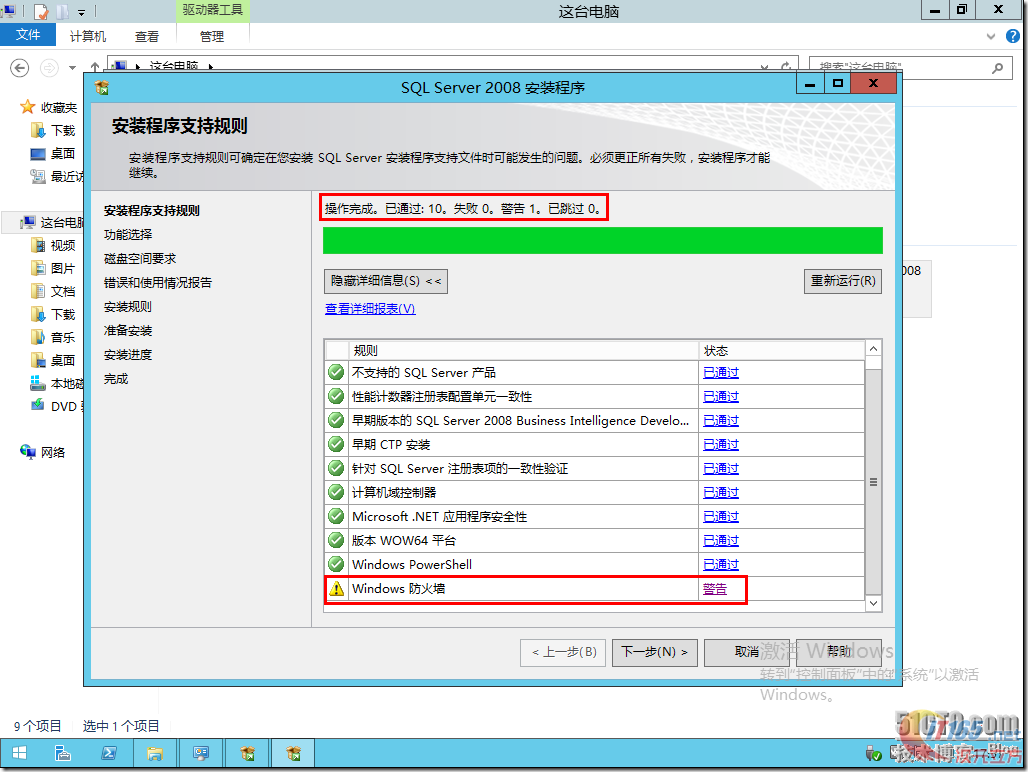 驱动器工具
这台电脑
文件
计算机
查看
管理
这台电脑
搜索"这台电脑"
收藏夹
下载
桌面
最近访
这台电脑
视频
图片
文档
下载
音乐
桌面
本地磁
DVD
网络
008
SQL Server 2008 安装程序
安装程序支持规则
安装程序支持规则可确定在您安装 SQL Server 安装程序支持文件时可能发生的问题。必须更正所有失败，安装程序才能
继续。
安装程序支持规则
功能选择
磁盘空间要求
错误和使用情况报告
安装规则
准备安装
安装进度
完成
操作完成。已通过: 10。失败 0。警告 1。已跳过 0。
隐藏详细信息(S) <<
重新运行(R)
查看详细报表(V)
规则 状态
不支持的 SQL Server 产品 已通过
性能计数器注册表配置单元一致性 已通过
早期版本的 SQL Server 2008 Business Intelligence Develo... 已通过
早期 CTP 安装 已通过
针对 SQL Server 注册表项的一致性验证 已通过
计算机域控制器 已通过
Microsoft .NET 应用程序安全性 已通过
版本 WOW64 平台 已通过
Windows PowerShell 已通过
Windows 防火墙 警告
< 上一步(B)
下一步(N) >
取消
帮助
激活 Windows
转到"控制面板"中的"系统"以激活
Windows。
9 个项目 选中 1 个项目
51CTO.com
技术博客 Blog